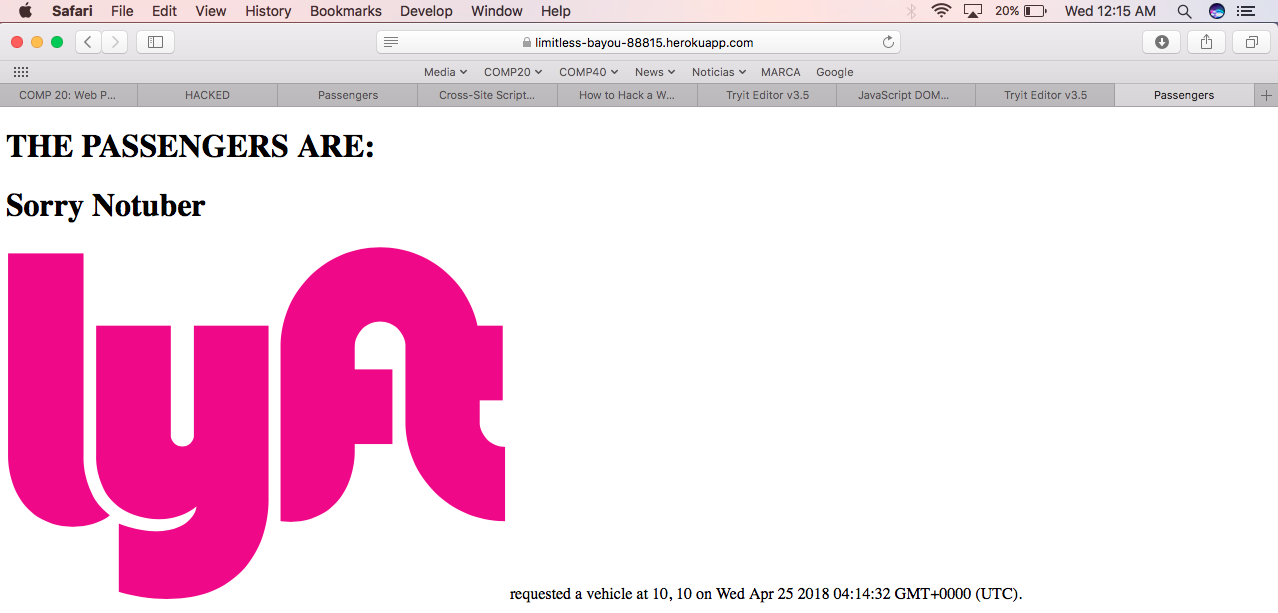 Safari File Edit View History Bookmarks Develop Window Help 20% Wed 12:15 AM
limitless-bayou-88815.herokuapp.com
Media COMP20 COMP40 News Noticias MARCA Google
COMP 20: Web P... HACKED Passengers Cross-Site Script... How to Hack a W... Tryit Editor v3.5 JavaScript DOM... Tryit Editor v3.5 Passengers
THE PASSENGERS ARE:
Sorry Notuber
lyft
requested a vehicle at 10, 10 on Wed Apr 25 2018 04:14:32 GMT+0000 (UTC).